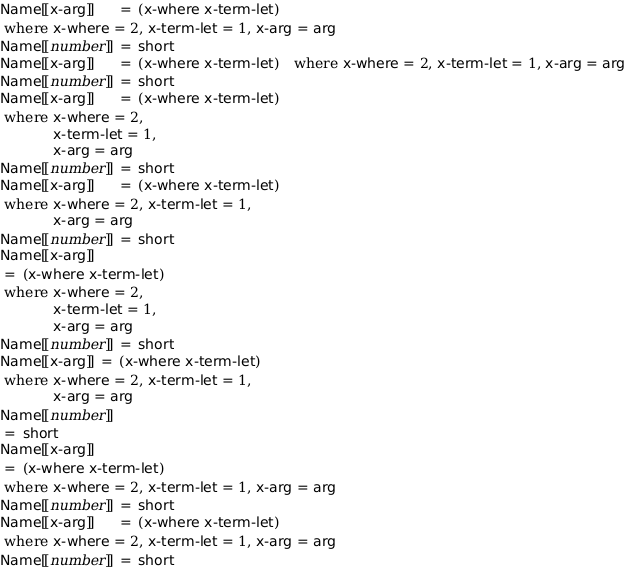 Name⟦x-arg⟧ = (x-where x-term-let)
where x-where = 2, x-term-let = 1, x-arg = arg
Name⟦number⟧ = short
Name⟦x-arg⟧ = (x-where x-term-let) where x-where = 2, x-term-let = 1, x-arg = arg
Name⟦number⟧ = short
Name⟦x-arg⟧ = (x-where x-term-let)
where x-where = 2,
x-term-let = 1,
x-arg = arg
Name⟦number⟧ = short
Name⟦x-arg⟧ = (x-where x-term-let)
where x-where = 2, x-term-let = 1,
x-arg = arg
Name⟦number⟧ = short
Name⟦x-arg⟧
= (x-where x-term-let)
where x-where = 2,
x-term-let = 1,
x-arg = arg
Name⟦number⟧ = short
Name⟦x-arg⟧ = (x-where x-term-let)
where x-where = 2, x-term-let = 1,
x-arg = arg
Name⟦number⟧
= short
Name⟦x-arg⟧
= (x-where x-term-let)
where x-where = 2, x-term-let = 1, x-arg = arg
Name⟦number⟧ = short
Name⟦x-arg⟧ = (x-where x-term-let)
where x-where = 2, x-term-let = 1, x-arg = arg
Name⟦number⟧ = short